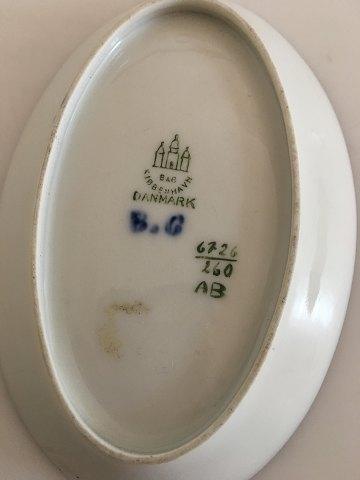 B&G
KJØBENHAVN
DANMARK
B.G
6726
260
AB